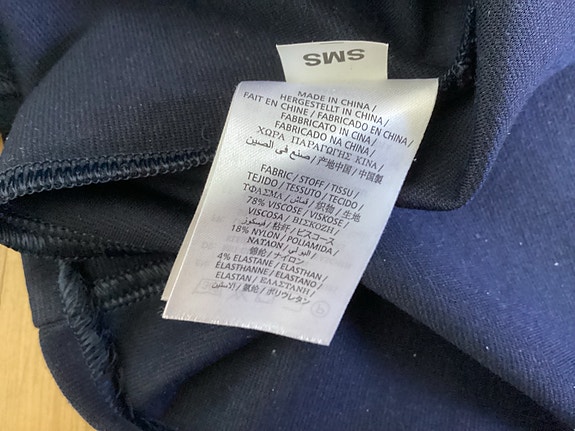 SMS
MADE IN CHINA /
HERGESTELLT IN CHINA /
FAIT EN CHINE / FABRICADO EN CHINA /
FABBRICATO IN CINA /
FABRICADO NA CHINA /
ΧΩΡΑ ΠΑΡΑΓΩΓΗΣ ΚΙΝΑ /
صنع في الصين / 产地中国 / 中国製
FABRIC / STOFF / TISSU /
TEJIDO / TESSUTO / TECIDO /
ΥΦΑΣΜΑ / قماش / 织物 / 生地
78% VISCOSE / VISKOSE /
VISCOSA / ΒΙΣΚΟΖΗ /
فيسكوز / 粘纤 / ビスコース
18% NYLON / POLIAMIDA /
NAΤΛΟΝ / البولي /
锦纶 / ナイロン
4% ELASTANE / ELASTHAN /
ELASTHANNE / ELASTANO /
ELASTAN / ΕΛΑΣΤΑΝΗ /
الاستين / 氨纶 / ポリウレタン